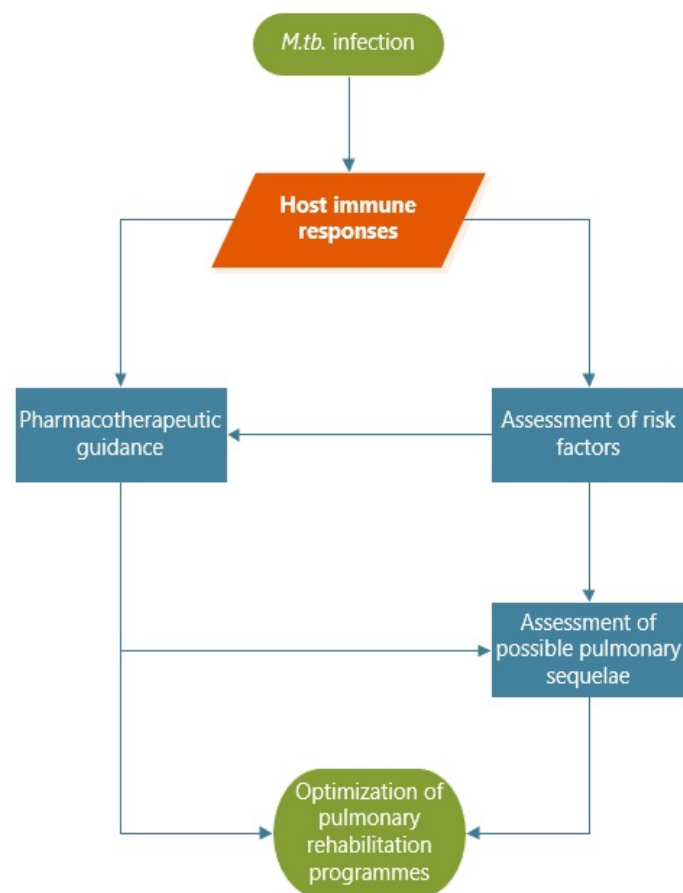 M.tb. infection
Host immune
responses
Pharmacotherapeutic
guidance
Assessment of risk
factors
Assessment of
possible pulmonary
sequelae
Optimization of
pulmonary
rehabilitation
programmes